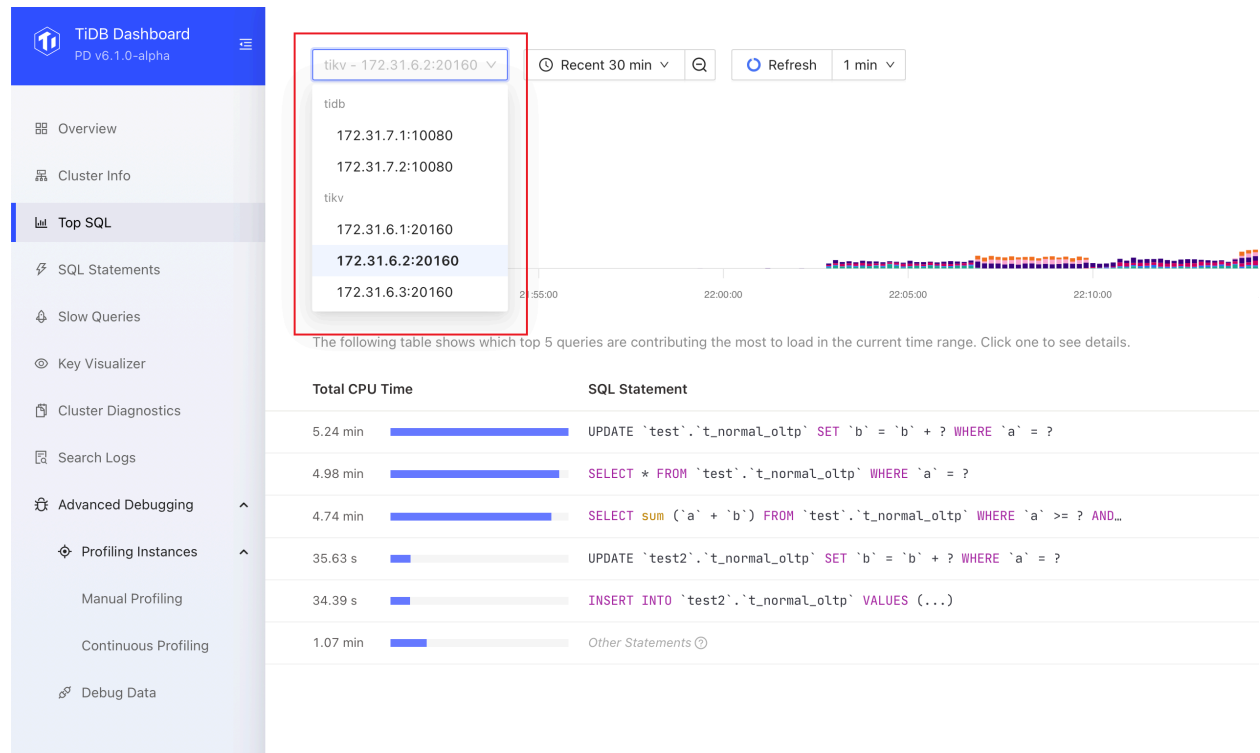 TiDB Dashboard
PD v6.1.0-alpha
Overview
Cluster Info
Top SQL
SQL Statements
Slow Queries
Key Visualizer
Cluster Diagnostics
Search Logs
Advanced Debugging
Profiling Instances
Manual Profiling
Continuous Profiling
Debug Data
tikv - 172.31.6.2:20160
Recent 30 min
Refresh
1 min
tidb
172.31.7.1:10080
172.31.7.2:10080
tikv
172.31.6.1:20160
172.31.6.2:20160
172.31.6.3:20160
21:55:00 22:00:00 22:05:00 22:10:00
The following table shows which top 5 queries are contributing the most to load in the current time range. Click one to see details.
Total CPU Time SQL Statement
5.24 min UPDATE `test`.`t_normal_oltp` SET `b` = `b` + ? WHERE `a` = ?
4.98 min SELECT * FROM `test`.`t_normal_oltp` WHERE `a` = ?
4.74 min SELECT sum (`a` + `b`) FROM `test`.`t_normal_oltp` WHERE `a` >= ? AND…
35.63 s UPDATE `test2`.`t_normal_oltp` SET `b` = `b` + ? WHERE `a` = ?
34.39 s INSERT INTO `test2`.`t_normal_oltp` VALUES (...)
1.07 min Other Statements